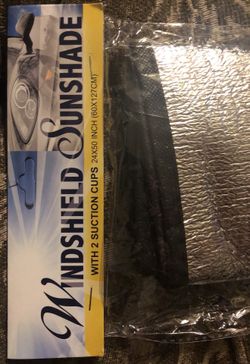 WINDSHIELD SUNSHADE
WITH 2 SUCTION CUPS 24X50 INCH (60X127CM)